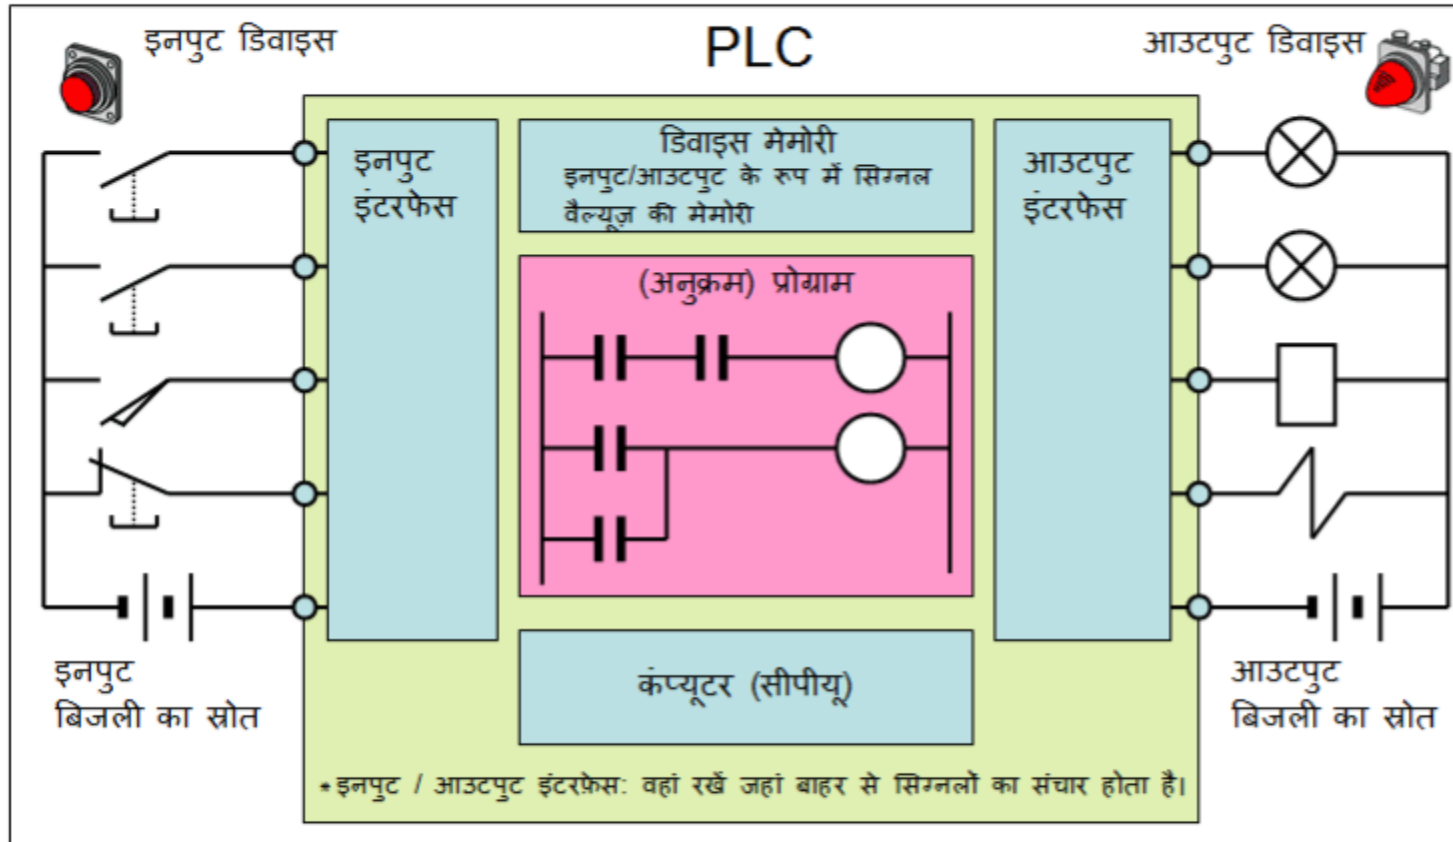 PLC
इनपुट डिवाइस
आउटपुट डिवाइस
इनपुट
इंटरफेस
डिवाइस मेमोरी
इनपुट/आउटपुट के रूप में सिग्नल
वैल्यूज़ की मेमोरी
आउटपुट
इंटरफेस
(अनुक्रम) प्रोग्राम
कंप्यूटर (सीपीयू)
इनपुट
बिजली का स्रोत
आउटपुट
बिजली का स्रोत
*इनपुट / आउटपुट इंटरफ़ेस: वहां रखें जहां बाहर से सिग्नलों का संचार होता है।